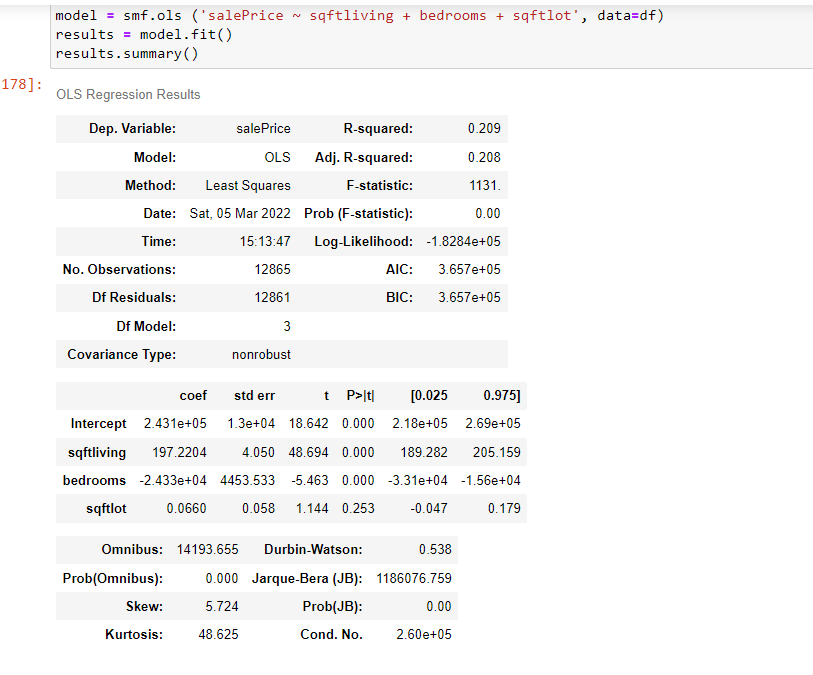 model = smf.ols ('salePrice ~ sqftliving + bedrooms + sqftlot', data=df)
results = model.fit()
results.summary()
178]:
OLS Regression Results
Dep. Variable: salePrice R-squared: 0.209
Model: OLS Adj. R-squared: 0.208
Method: Least Squares F-statistic: 1131.
Date: Sat, 05 Mar 2022 Prob (F-statistic): 0.00
Time: 15:13:47 Log-Likelihood: -1.8284e+05
No. Observations: 12865 AIC: 3.657e+05
Df Residuals: 12861 BIC: 3.657e+05
Df Model: 3
Covariance Type: nonrobust
coef std err t P>|t| [0.025 0.975]
Intercept 2.431e+05 1.3e+04 18.642 0.000 2.18e+05 2.69e+05
sqftliving 197.2204 4.050 48.694 0.000 189.282 205.159
bedrooms -2.433e+04 4453.533 -5.463 0.000 -3.31e+04 -1.56e+04
sqftlot 0.0660 0.058 1.144 0.253 -0.047 0.179
Omnibus: 14193.655 Durbin-Watson: 0.538
Prob(Omnibus): 0.000 Jarque-Bera (JB): 1186076.759
Skew: 5.724 Prob(JB): 0.00
Kurtosis: 48.625 Cond. No. 2.60e+05